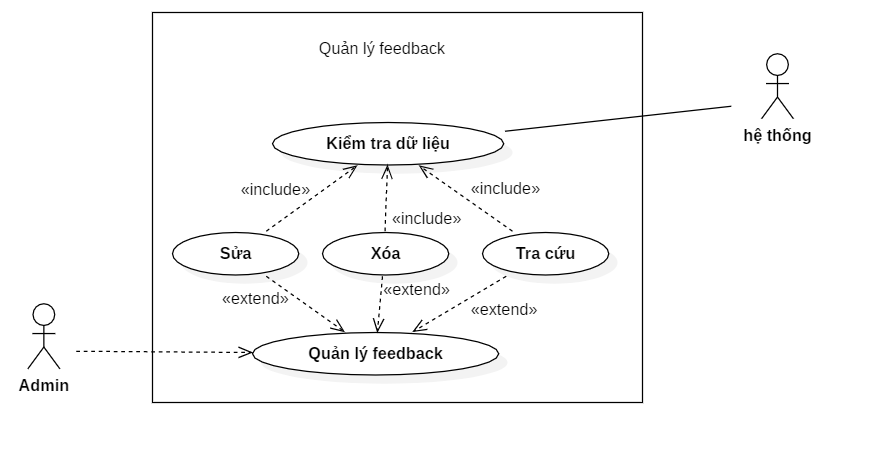 Quản lý feedback
hệ thống
Kiểm tra dữ liệu
«include»
«include»
«include»
Sửa
Xóa
Tra cứu
«extend»
«extend»
«extend»
Quản lý feedback
Admin